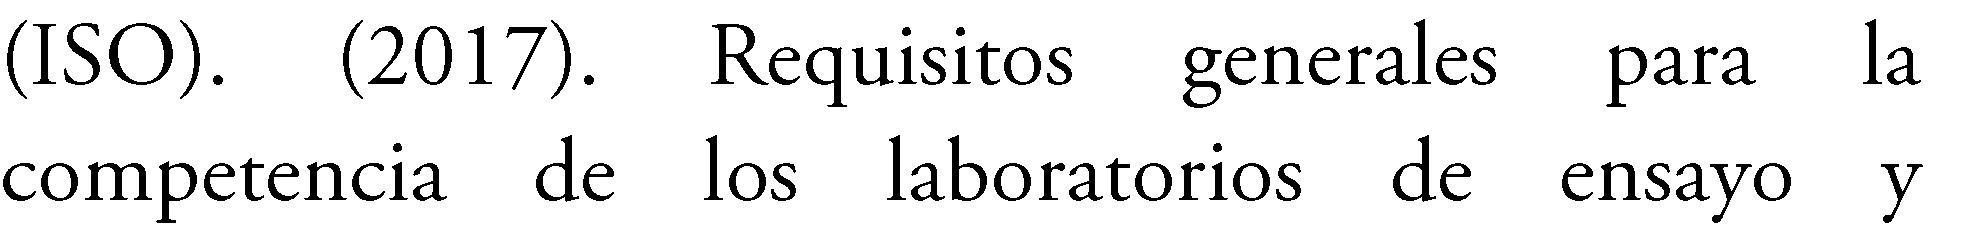 (ISO). (2017). Requisitos generales para la
competencia de los laboratorios de ensayo y